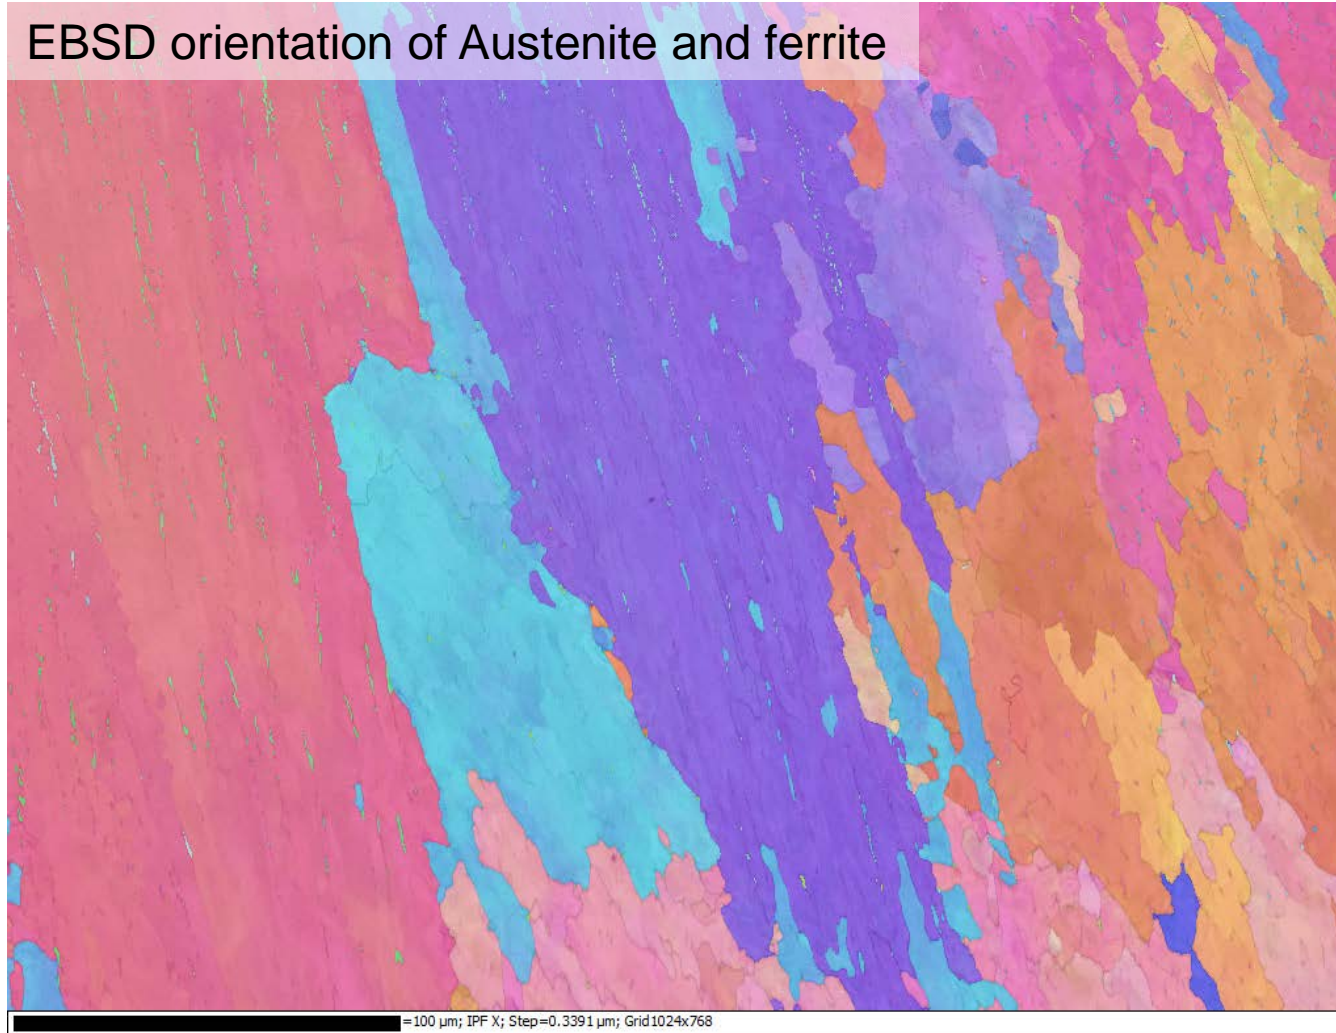 EBSD orientation of Austenite and ferrite
=100 µm; IPF X; Step=0.3391 µm; Grid1024x768